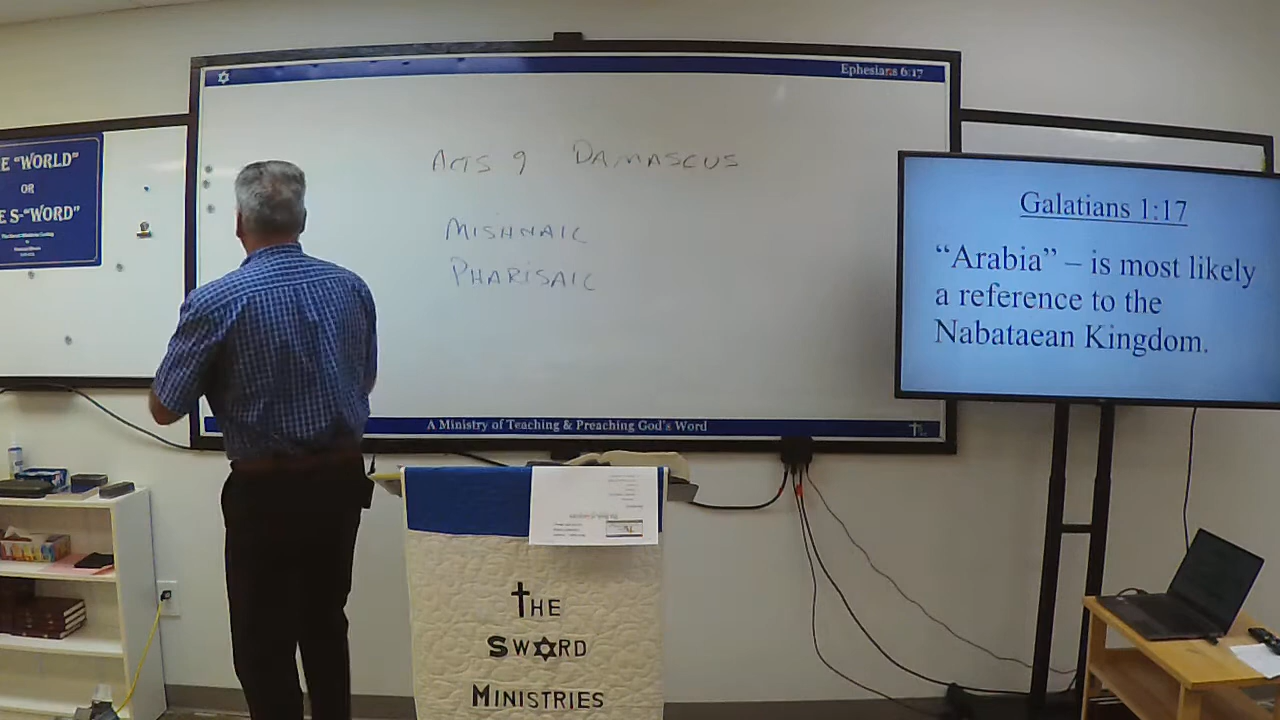 E "WORLD"
OR
E S-"WORD"
Ephesians 6:17
ACTS 9 DAMASCUS
MISHNAIC
PHARISAIC
A Ministry of Teaching & Preaching God's Word
Galatians 1:17
"Arabia" – is most likely
a reference to the
Nabataean Kingdom.
THE
SWORD
MINISTRIES